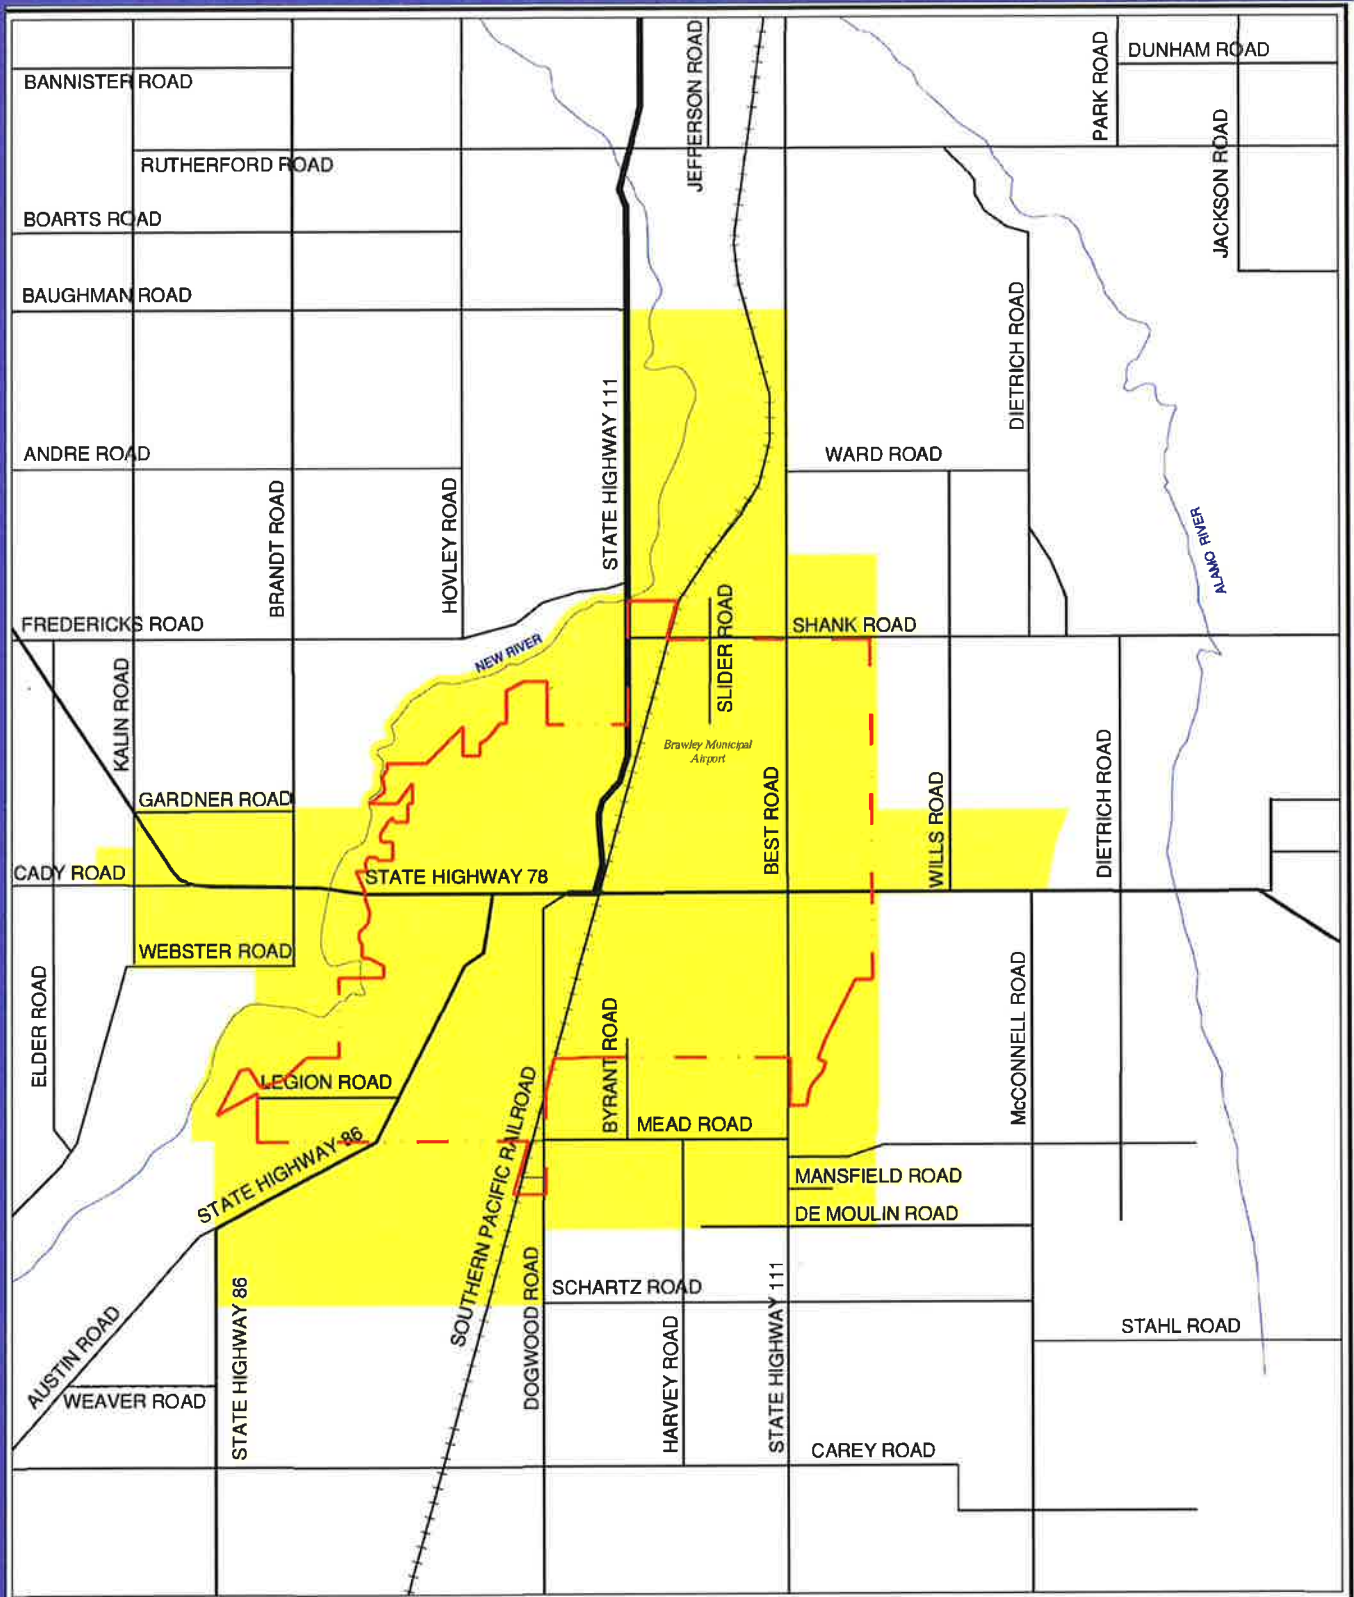 DUNHAM ROAD
PARK ROAD
JEFFERSON ROAD
BANNISTER ROAD
RUTHERFORD ROAD
JACKSON ROAD
BOARTS ROAD
BAUGHMAN ROAD
DIETRICH ROAD
STATE HIGHWAY 111
ANDRE ROAD
WARD ROAD
BRANDT ROAD
HOVLEY ROAD
ALAMO RIVER
FREDERICKS ROAD
SHANK ROAD
SLIDER ROAD
NEW RIVER
KALIN ROAD
Brawley Municipal
Airport
DIETRICH ROAD
BEST ROAD
WILLS ROAD
GARDNER ROAD
CADY ROAD
STATE HIGHWAY 78
WEBSTER ROAD
ELDER ROAD
McCONNELL ROAD
BYRANT ROAD
LEGION ROAD
MEAD ROAD
STATE HIGHWAY 86
SOUTHERN PACIFIC RAILROAD
MANSFIELD ROAD
DE MOULIN ROAD
DOGWOOD ROAD
SCHARTZ ROAD
STATE HIGHWAY 86
STATE HIGHWAY 111
HARVEY ROAD
STAHL ROAD
AUSTIN ROAD
WEAVER ROAD
CAREY ROAD